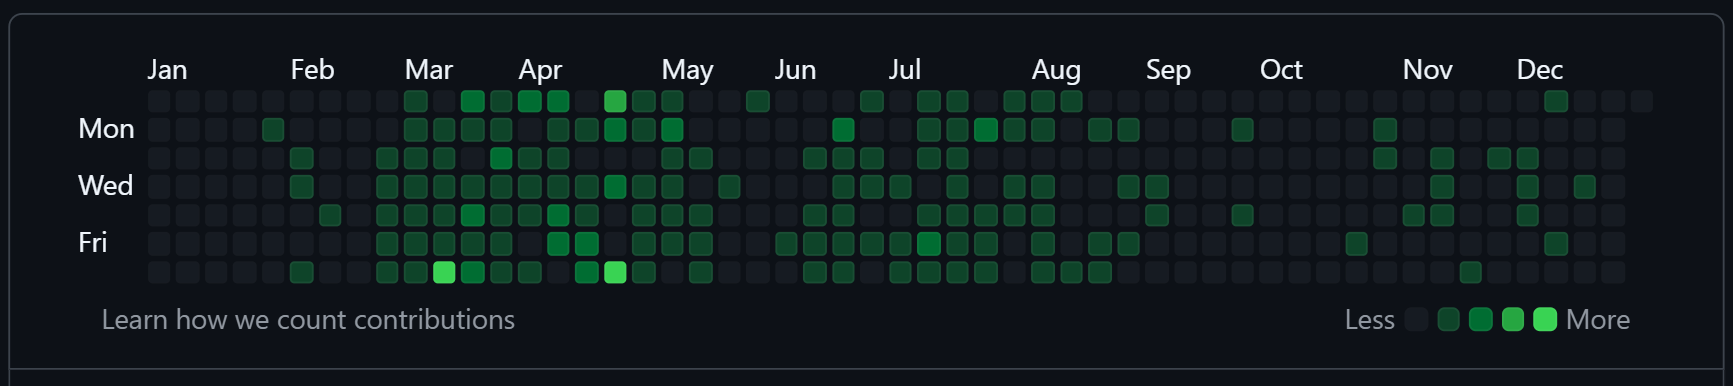 Jan Feb Mar Apr May Jun Jul Aug Sep Oct Nov Dec
Mon
Wed
Fri
Learn how we count contributions
Less More